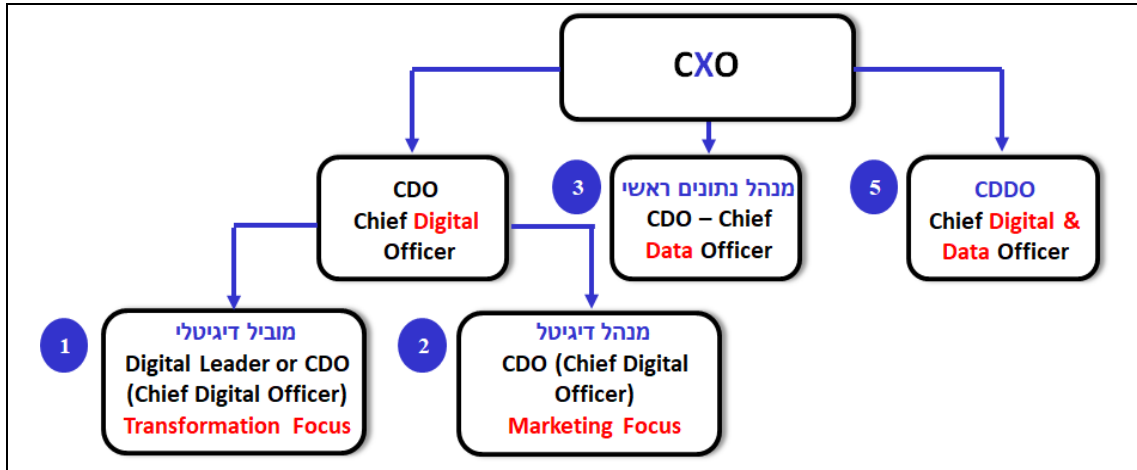 CXO
CDO
Chief Digital
Officer
3
מנהל נתונים ראשי
CDO – Chief
Data Officer
5
CDDO
Chief Digital &
Data Officer
1
מוביל דיגיטלי
Digital Leader or CDO
(Chief Digital Officer)
Transformation Focus
2
מנהל דיגיטל
CDO (Chief Digital
Officer)
Marketing Focus